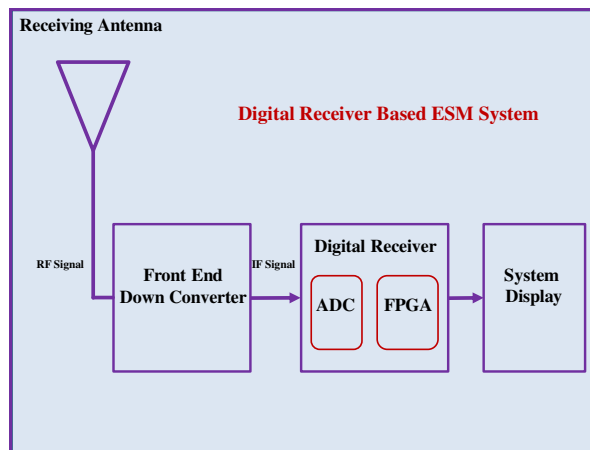 Receiving Antenna
Digital Receiver Based ESM System
RF Signal
Front End
Down Converter
IF Signal
Digital Receiver
ADC
FPGA
System
Display